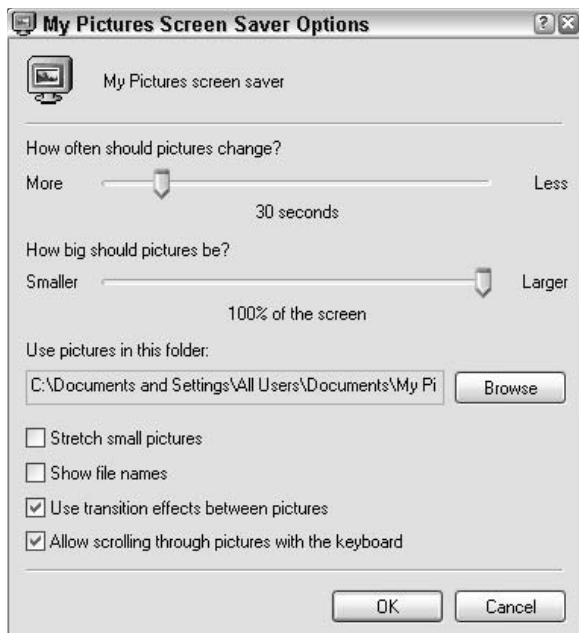 My Pictures Screen Saver Options
My Pictures screen saver
How often should pictures change?
More Less
30 seconds
How big should pictures be?
Smaller Larger
100% of the screen
Use pictures in this folder:
C:\Documents and Settings\All Users\Documents\My Pi Browse
Stretch small pictures
Show file names
Use transition effects between pictures
Allow scrolling through pictures with the keyboard
OK Cancel